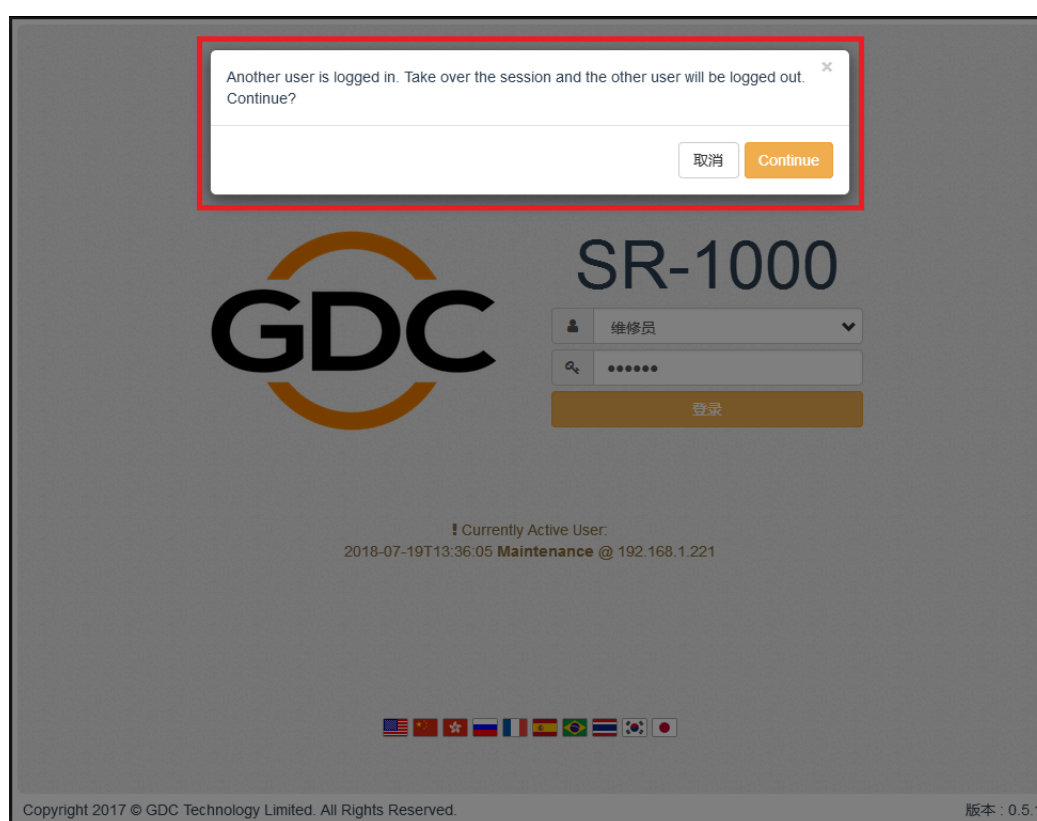 Another user is logged in. Take over the session and the other user will be logged out.
Continue?
×
取消
Continue
GDC
SR-1000
维修员
••••••
登录
! Currently Active User:
2018-07-19T13:36:05 Maintenance @ 192.168.1.221
Copyright 2017 © GDC Technology Limited. All Rights Reserved.
版本 : 0.5.